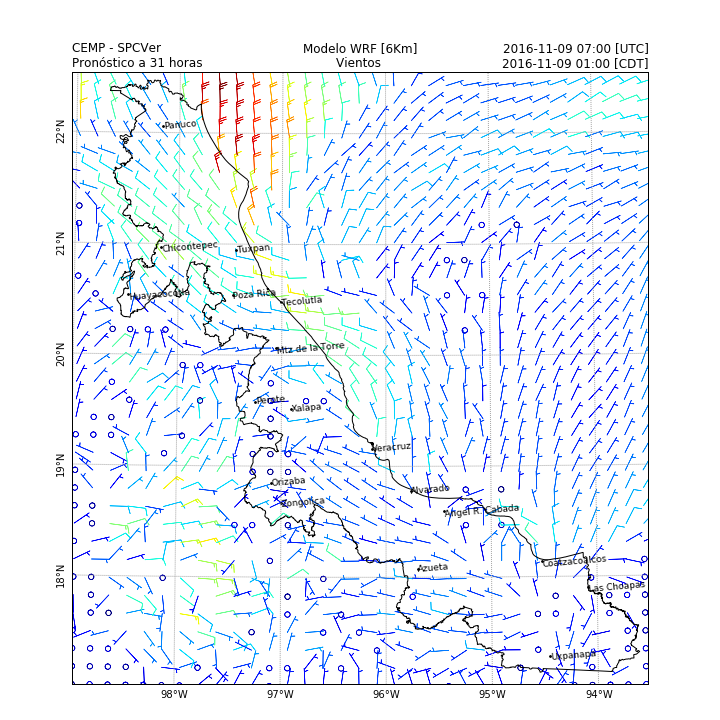 CEMP - SPCVer Modelo WRF [6Km] 2016-11-09 07:00 [UTC]
Pronóstico a 31 horas Vientos 2016-11-09 01:00 [CDT]
22°N
Panuco
21°N
Chicontepec Tuxpan
Huayacocotla Poza Rica Tecolutla
20°N
Mtz de la Torre
Perote Xalapa
Veracruz
19°N
Orizaba Alvarado
Zongolica Angel R. Cabada
18°N
Azueta Coatzacoalcos
Las Choapas
Uxpanapa
98°W 97°W 96°W 95°W 94°W